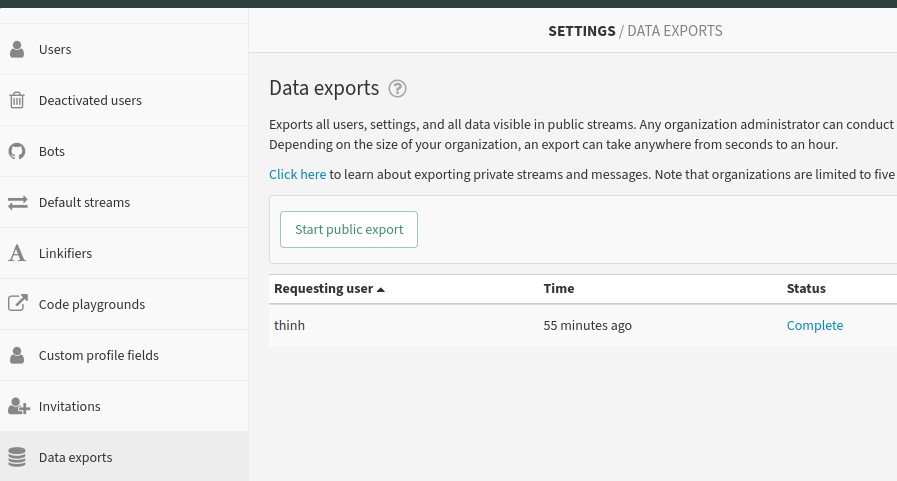 Users
Deactivated users
Bots
Default streams
Linkifiers
Code playgrounds
Custom profile fields
Invitations
Data exports
SETTINGS / DATA EXPORTS
Data exports ?
Exports all users, settings, and all data visible in public streams. Any organization administrator can conduct
Depending on the size of your organization, an export can take anywhere from seconds to an hour.
Click here to learn about exporting private streams and messages. Note that organizations are limited to five
Start public export
Requesting user Time Status
thinh 55 minutes ago Complete